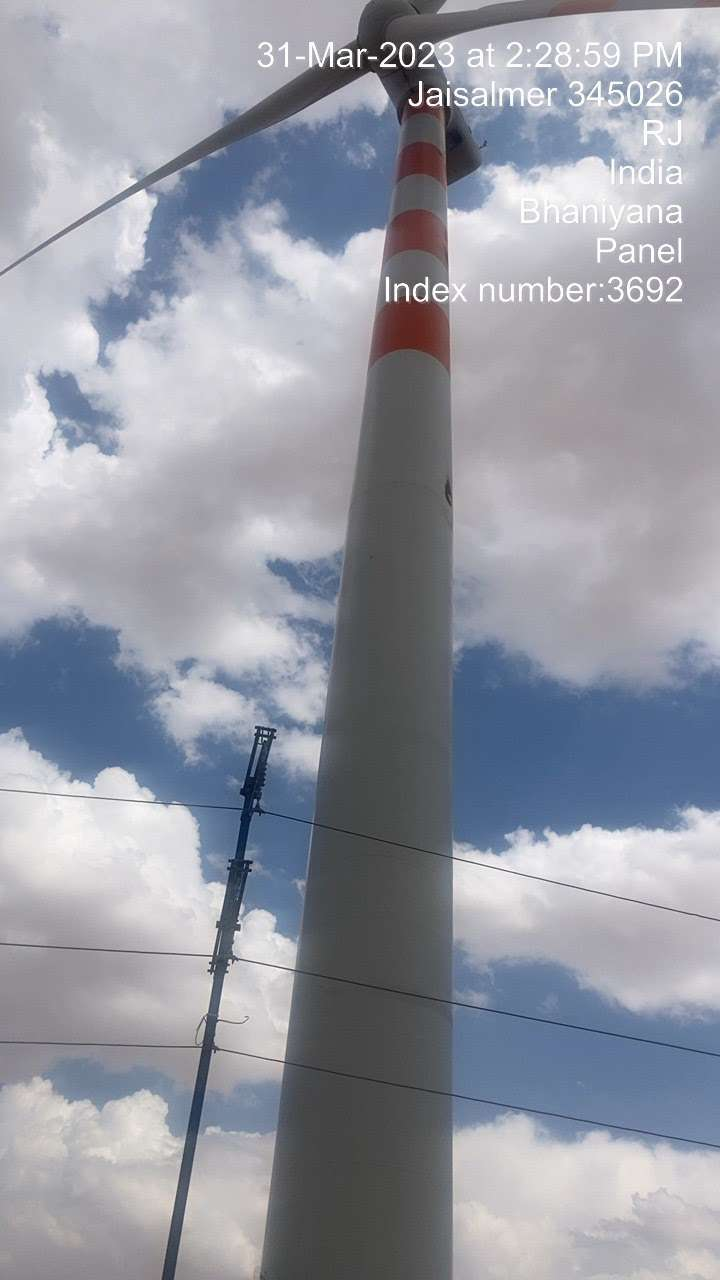 31-Mar-2023 at 2:28:59 PM
Jaisalmer 345026
RJ
India
Bhaniyana
Panel
Index number:3692